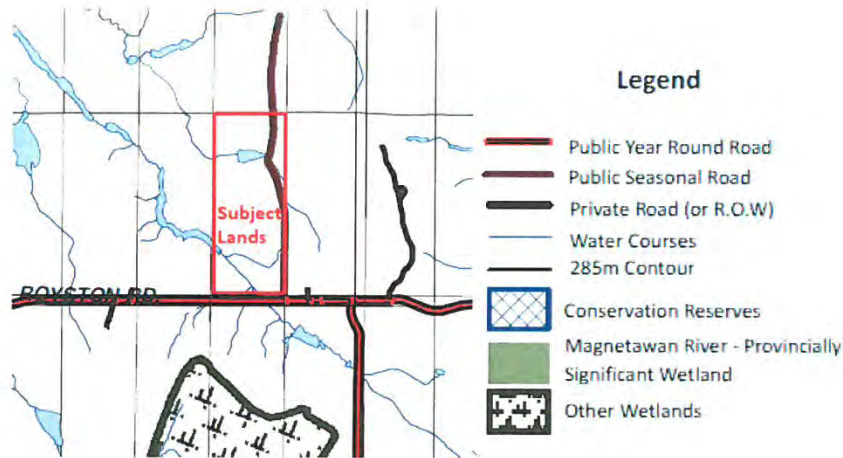 Subject
Lands
ROYSTON RD.
Legend
Public Year Round Road
Public Seasonal Road
Private Road (or R.O.W)
Water Courses
285m Contour
Conservation Reserves
Magnetawan River - Provincially
Significant Wetland
Other Wetlands